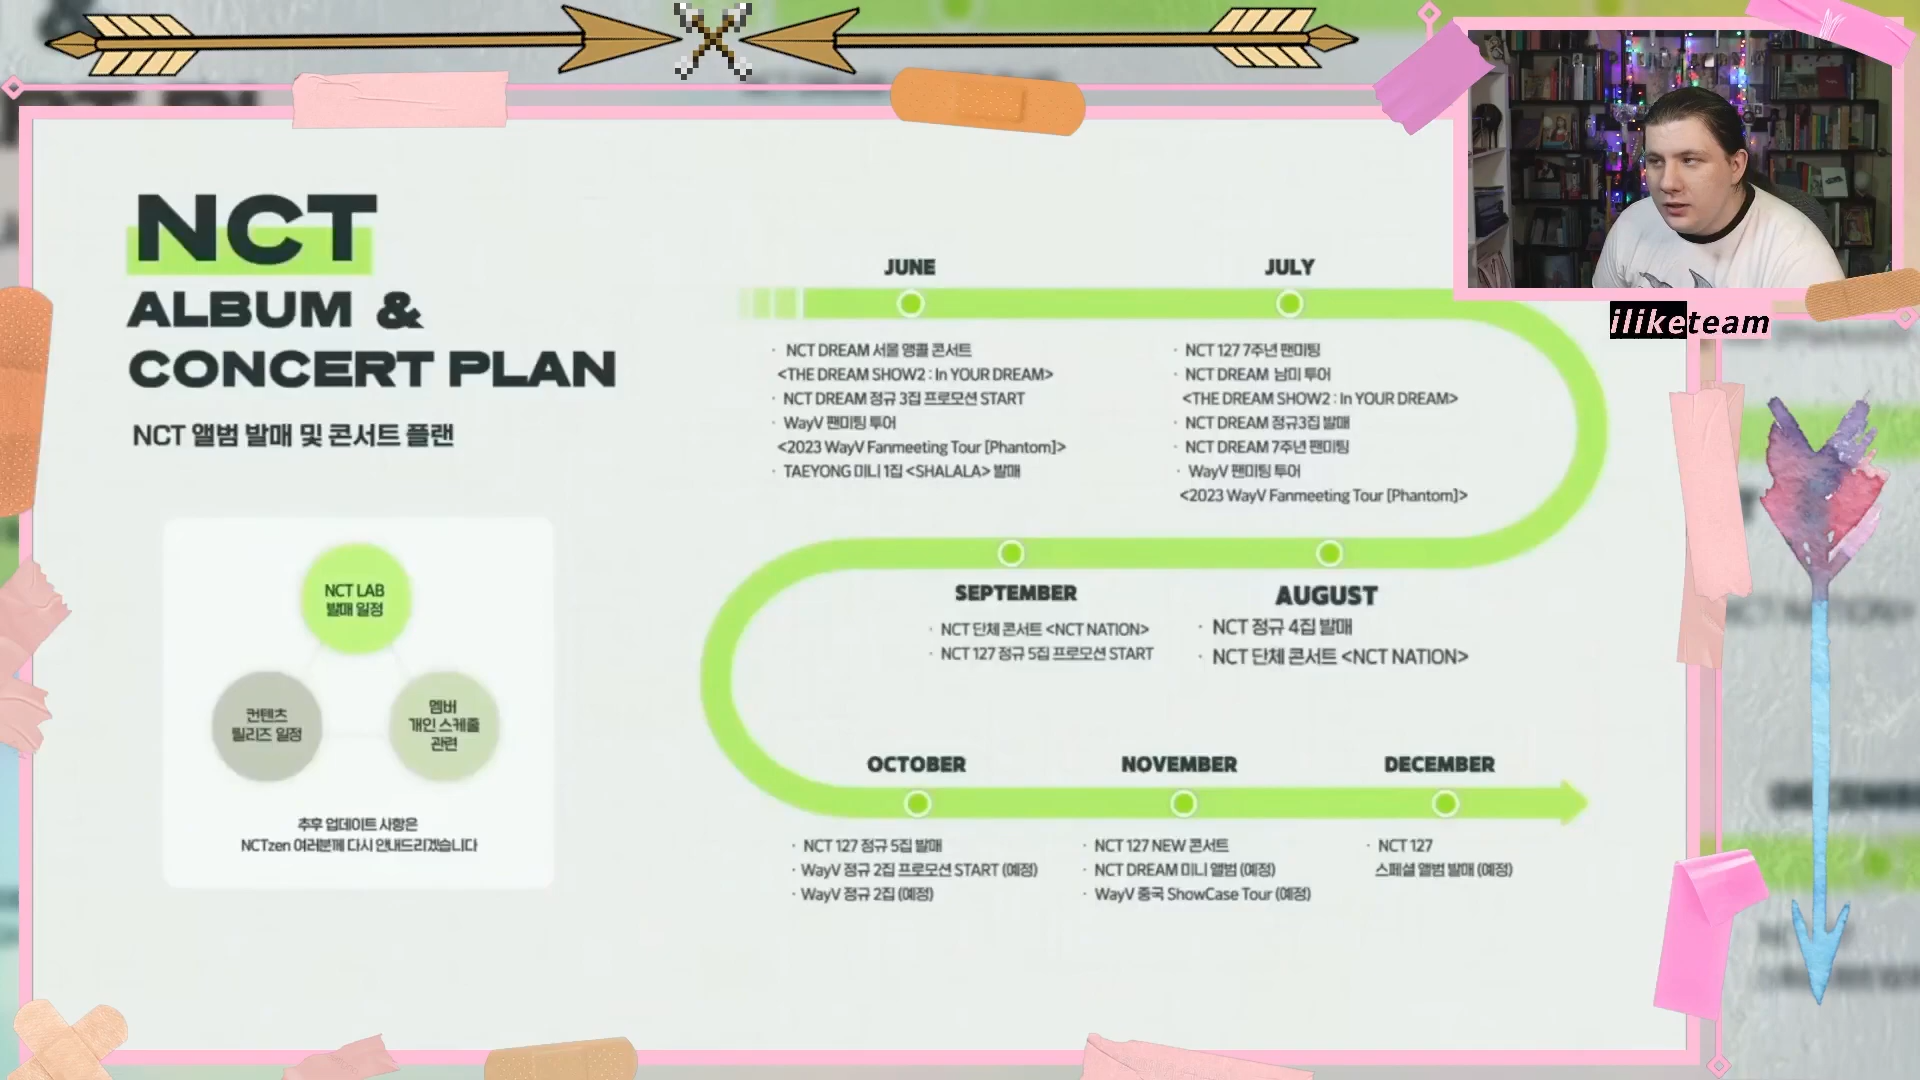 NCT
ALBUM &
CONCERT PLAN
NCT 앨범 발매 및 콘서트 플랜
NCT LAB
발매 일정
컨텐츠
릴리즈 일정
멤버
개인 스케줄
관련
추후 업데이트 사항은
NCTzen 여러분께 다시 안내드리겠습니다
JUNE
· NCT DREAM 서울 앵콜 콘서트
<THE DREAM SHOW2 : In YOUR DREAM>
· NCT DREAM 정규 3집 프로모션 START
· WayV 팬미팅 투어
<2023 WayV Fanmeeting Tour [Phantom]>
· TAEYONG 미니 1집 <SHALALA> 발매
JULY
· NCT 127 7주년 팬미팅
· NCT DREAM 남미 투어
<THE DREAM SHOW2 : In YOUR DREAM>
· NCT DREAM 정규3집 발매
· NCT DREAM 7주년 팬미팅
· WayV 팬미팅 투어
<2023 WayV Fanmeeting Tour [Phantom]>
SEPTEMBER
· NCT 단체 콘서트 <NCT NATION>
· NCT 127 정규 5집 프로모션 START
AUGUST
· NCT 정규 4집 발매
· NCT 단체 콘서트 <NCT NATION>
OCTOBER
· NCT 127 정규 5집 발매
· WayV 정규 2집 프로모션 START (예정)
· WayV 정규 2집 (예정)
NOVEMBER
· NCT 127 NEW 콘서트
· NCT DREAM 미니 앨범 (예정)
· WayV 중국 ShowCase Tour (예정)
DECEMBER
· NCT 127
스페셜 앨범 발매 (예정)
iliketeam